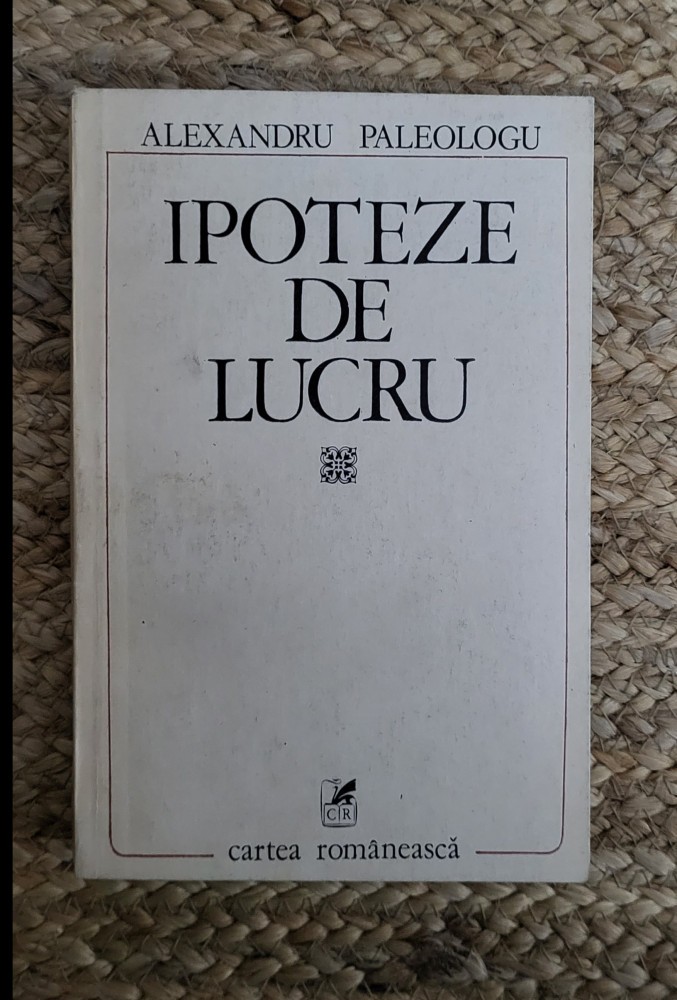 ALEXANDRU PALEOLOGU
IPOTEZE
DE
LUCRU
CR
cartea românească